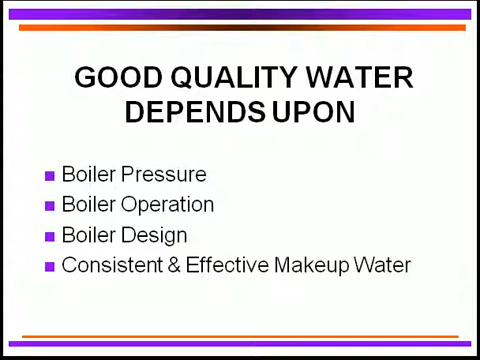 GOOD QUALITY WATER
DEPENDS UPON
Boiler Pressure
Boiler Operation
Boiler Design
Consistent & Effective Makeup Water